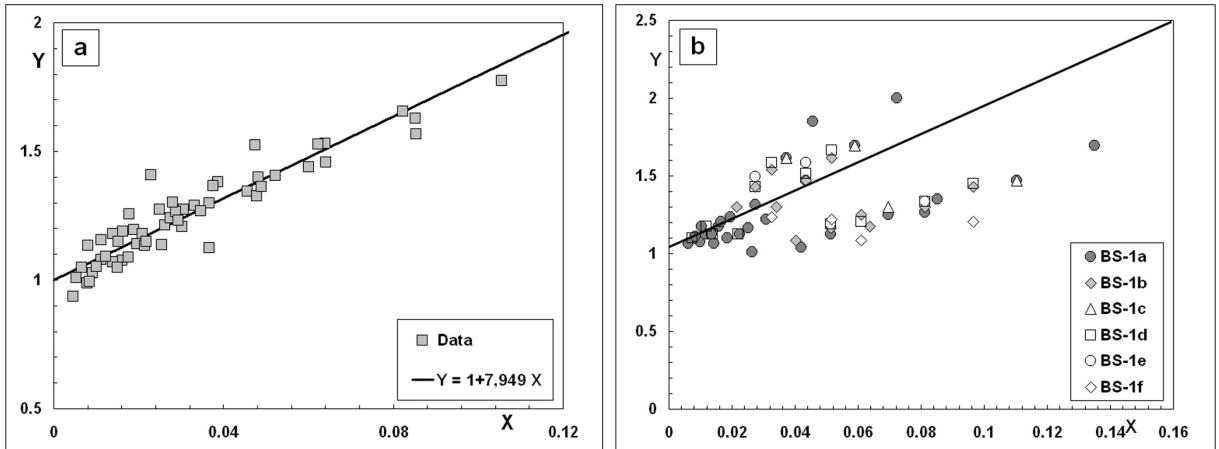 a
Y
2
1.5
1
0.5
0
0.04
0.08
0.12
X
Data
Y = 1+7,949 X
b
Y
2.5
2
1.5
1
0.5
0
0
0.02
0.04
0.06
0.08
0.1
0.12
0.14
0.16
X
BS-1a
BS-1b
BS-1c
BS-1d
BS-1e
BS-1f